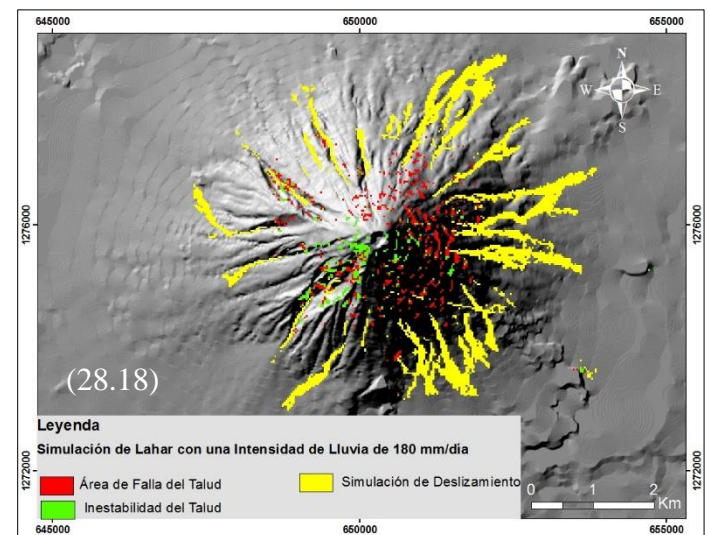 645000 650000 655000
N
W E
S
1276000 1276000
(28.18)
Leyenda
Simulación de Lahar con una Intensidad de Lluvia de 180 mm/día
Área de Falla del Talud
Simulación de Deslizamiento
Inestabilidad del Talud
1272000 1272000
0 1 2
Km
645000 650000 655000